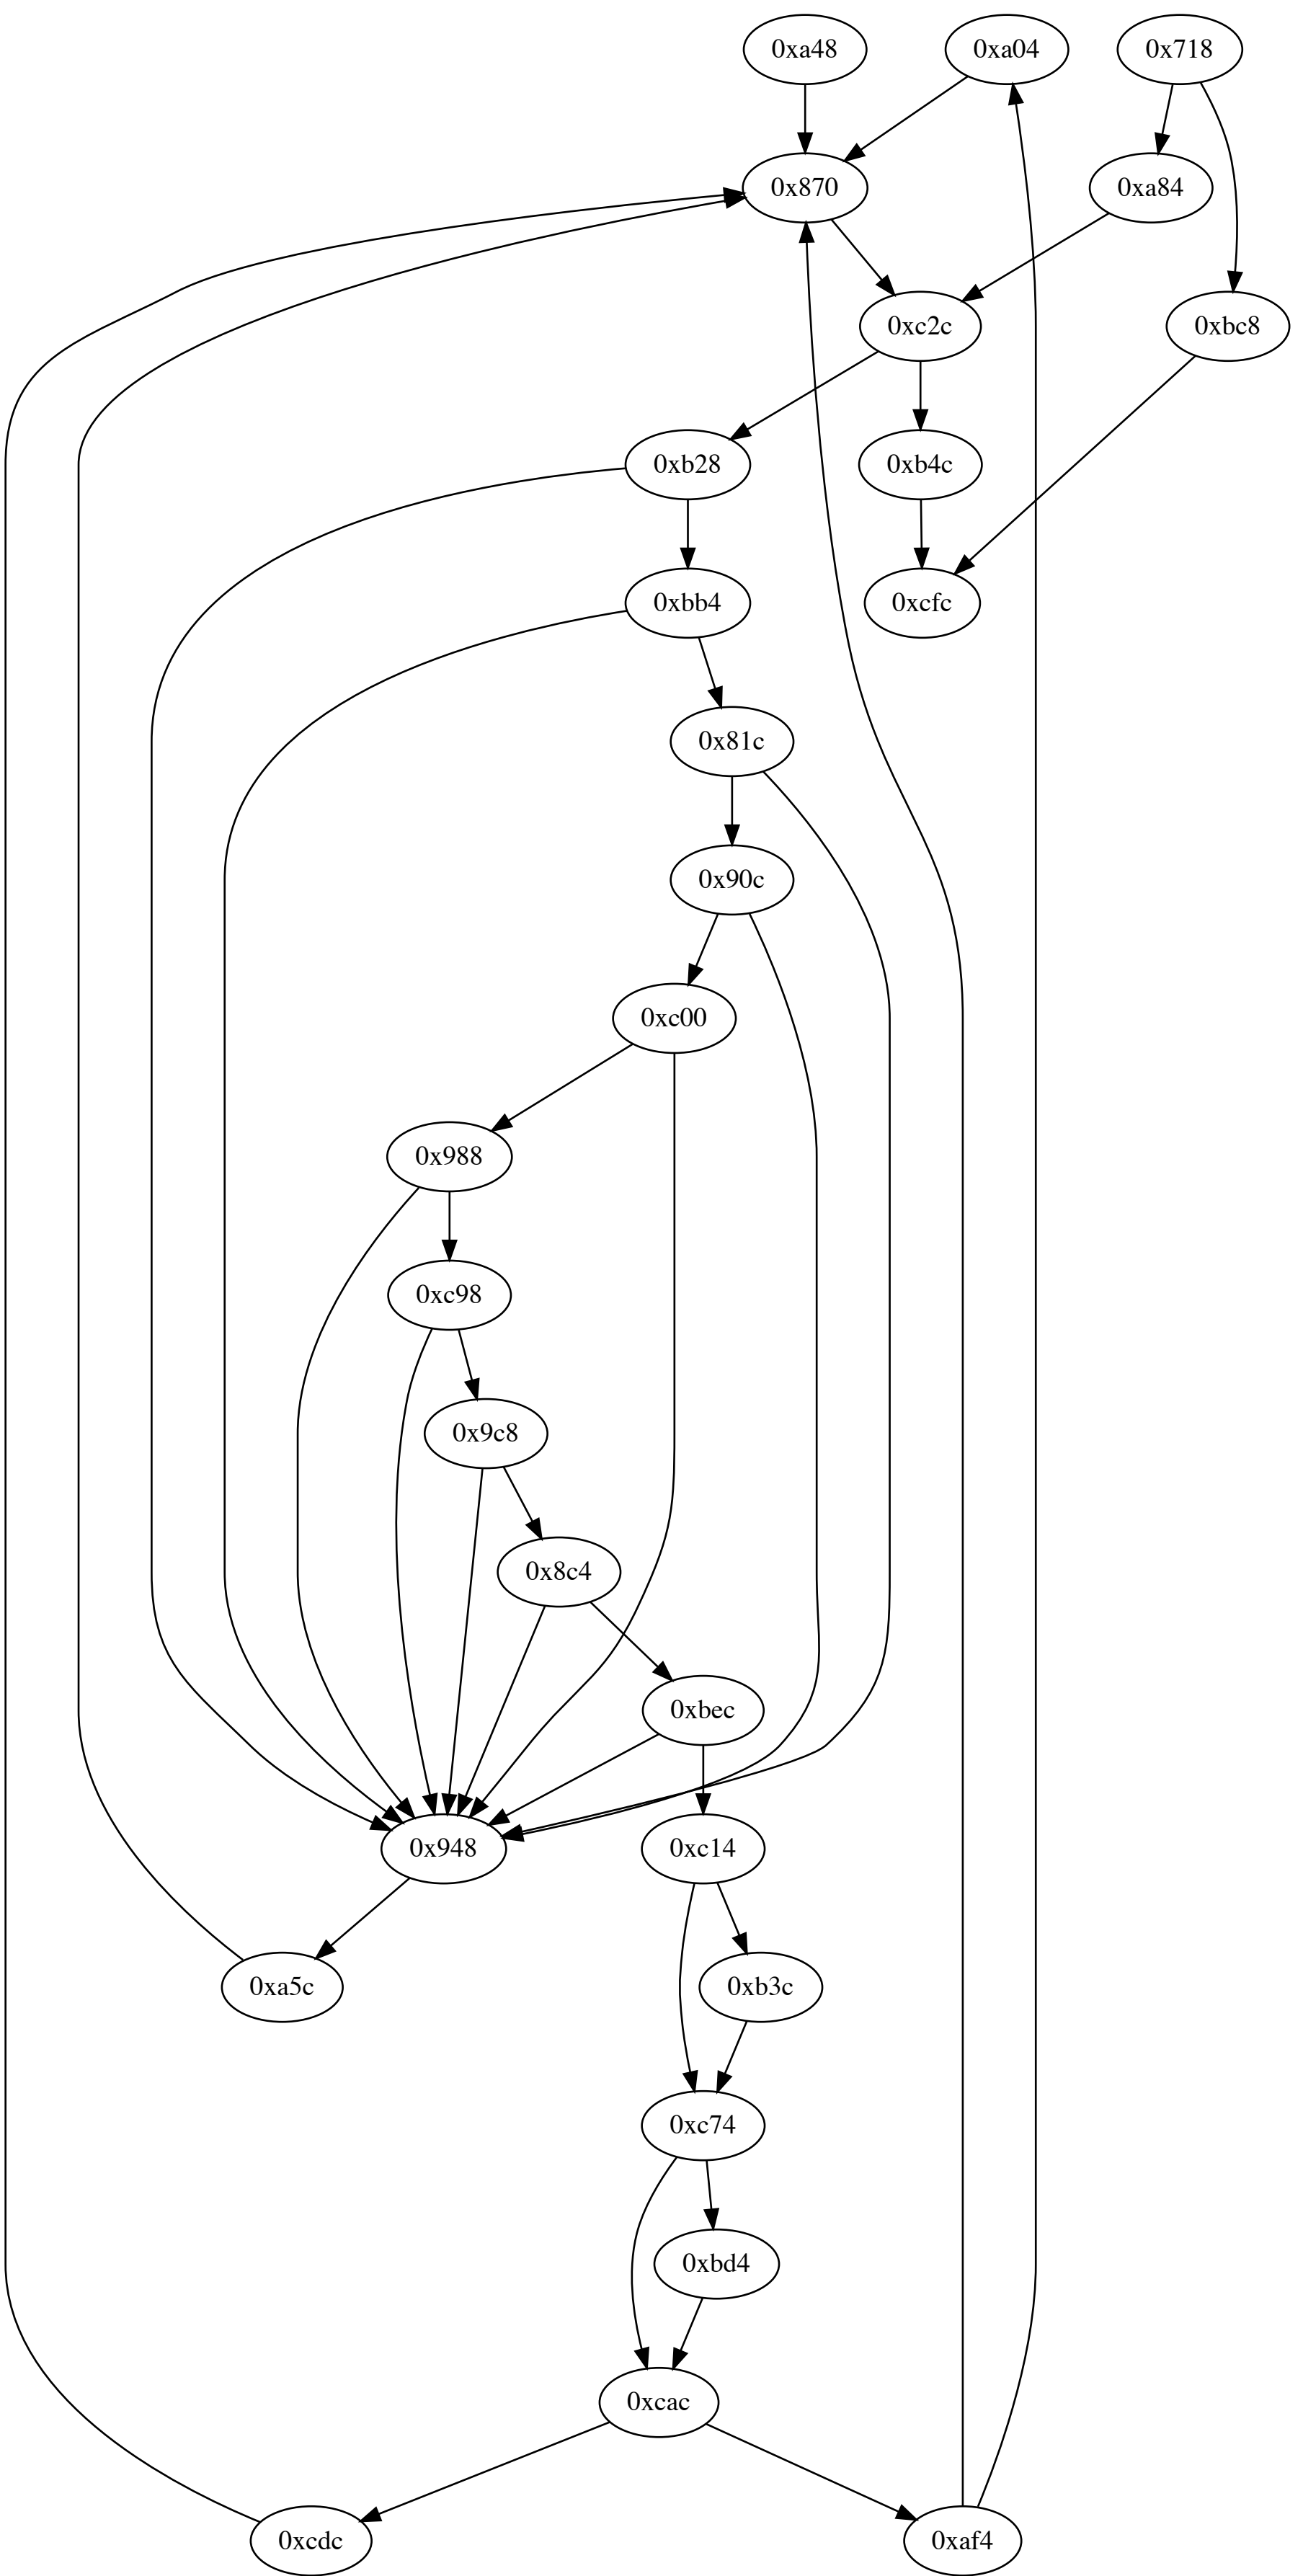 0xa48 0xa04 0x718
0x870 0xa84
0xc2c 0xbc8
0xb28 0xb4c
0xbb4 0xcfc
0x81c
0x90c
0xc00
0x988
0xc98
0x9c8
0x8c4
0xbec
0x948 0xc14
0xa5c 0xb3c
0xc74
0xbd4
0xcac
0xcdc 0xaf4